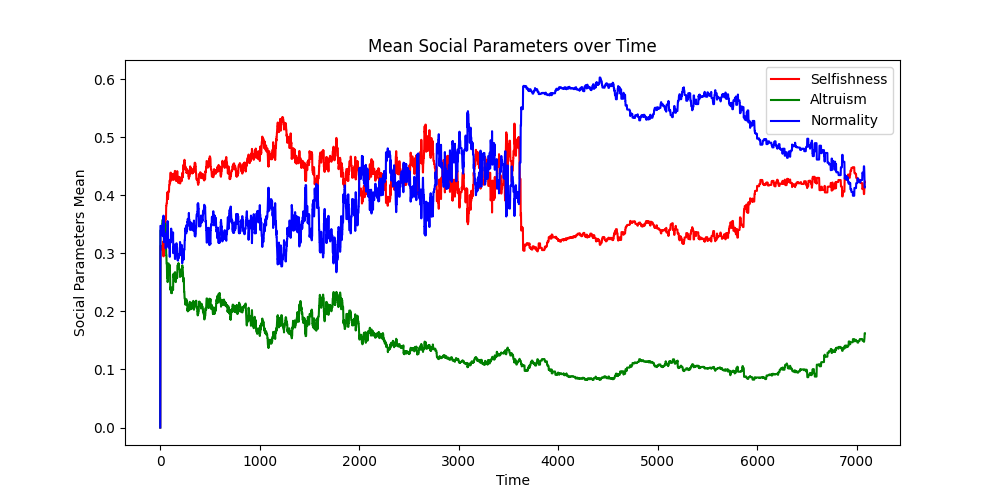 Mean Social Parameters over Time
Selfishness
Altruism
Normality
Social Parameters Mean
0.6
0.5
0.4
0.3
0.2
0.1
0.0
0 1000 2000 3000 4000 5000 6000 7000
Time